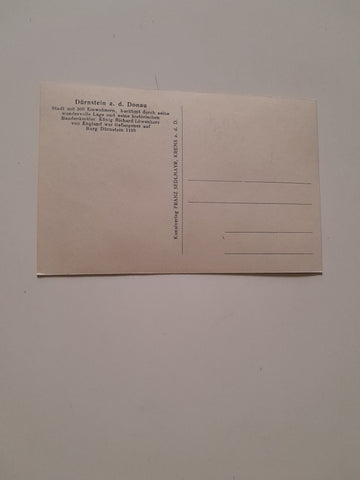 Dürnstein a. d. Donau
Stadt mit 500 Einwohnern, berühmt durch seine
wundervolle Lage und seine historischen
Baudenkmäler. König Richard Löwenherz
von England war Gefangener auf
Burg Dürnstein 1193
Kunstverlag FRANZ SEDLMAYR, KREMS a. d. D.